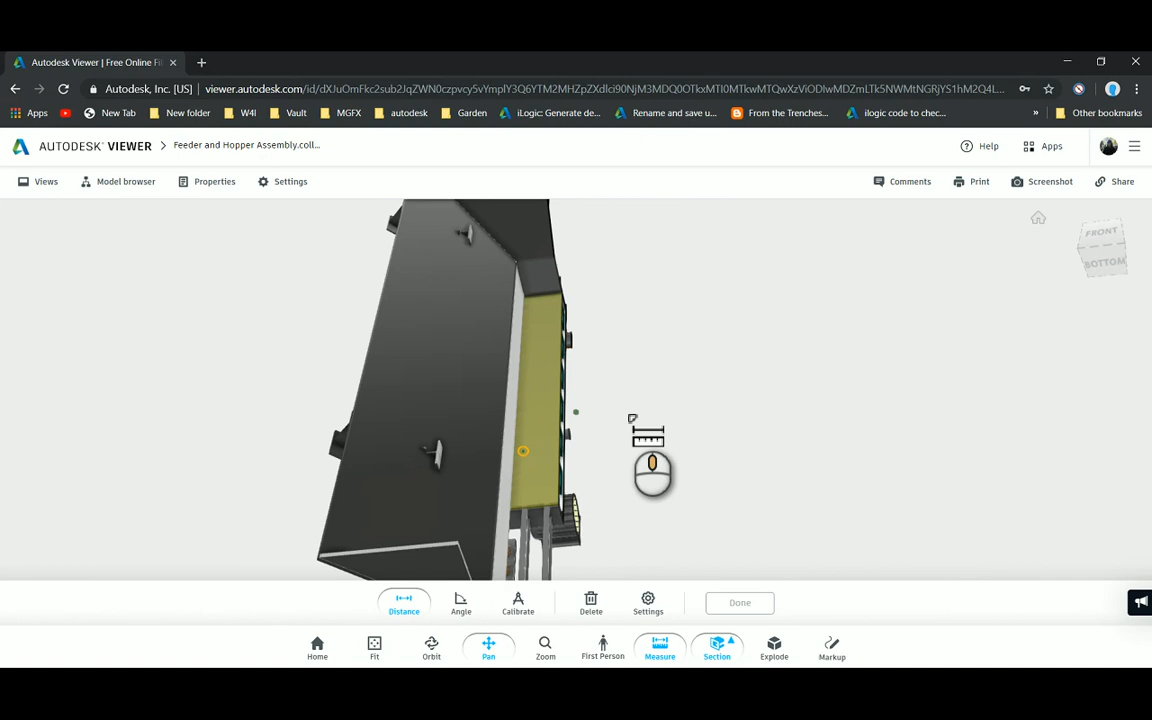 Autodesk Viewer | Free Online Fi
Autodesk, Inc. [US] viewer.autodesk.com
Apps New Tab New folder W4I Vault MGFX autodesk Garden iLogic: Generate de... Rename and save u... From the Trenches... ilogic code to chec... » Other bookmarks
AUTODESK® VIEWER > Feeder and Hopper Assembly.coll... Help Apps
Views Model browser Properties Settings Comments Print Screenshot Share
FRONT
BOTTOM
Distance Angle Calibrate Delete Settings Done
Home Fit Orbit Pan Zoom First Person Measure Section Explode Markup